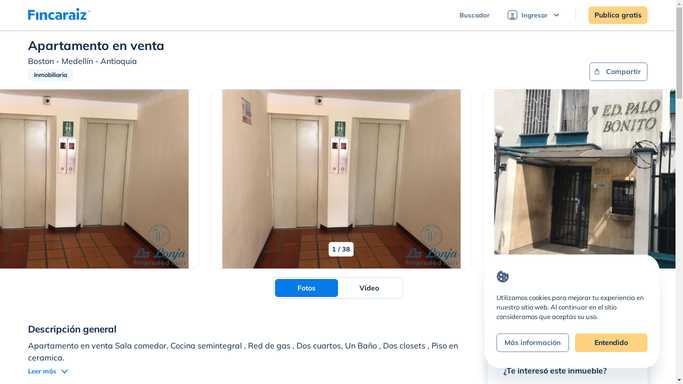 Fincaraiz
Buscador
Ingresar
Publica gratis
Apartamento en venta
Boston - Medellín - Antioquia
Inmobiliaria
Compartir
ED. PALO
BONITO
La Lonja
La Lonja
1 / 38
Fotos
Video
Descripción general
Apartamento en venta Sala comedor, Cocina semintegral , Red de gas , Dos cuartos, Un Baño , Dos closets , Piso en
ceramica.
Leer más
Utilizamos cookies para mejorar tu experiencia en
nuestro sitio web. Al continuar en el sitio
consideramos que aceptas su uso.
Más información
Entendido
¿Te interesó este inmueble?